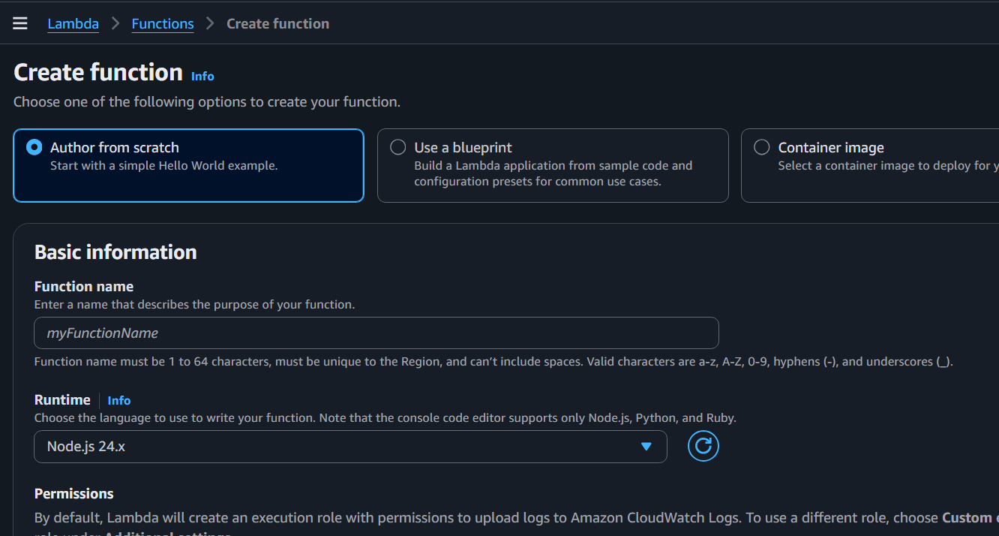 Lambda > Functions > Create function
Create function Info
Choose one of the following options to create your function.
Author from scratch
Start with a simple Hello World example.
Use a blueprint
Build a Lambda application from sample code and
configuration presets for common use cases.
Container image
Select a container image to deploy for
Basic information
Function name
Enter a name that describes the purpose of your function.
myFunctionName
Function name must be 1 to 64 characters, must be unique to the Region, and can’t include spaces. Valid characters are a-z, A-Z, 0-9, hyphens (-), and underscores (_).
Runtime Info
Choose the language to use to write your function. Note that the console code editor supports only Node.js, Python, and Ruby.
Node.js 24.x
Permissions
By default, Lambda will create an execution role with permissions to upload logs to Amazon CloudWatch Logs. To use a different role, choose Custom
role under Additional settings.